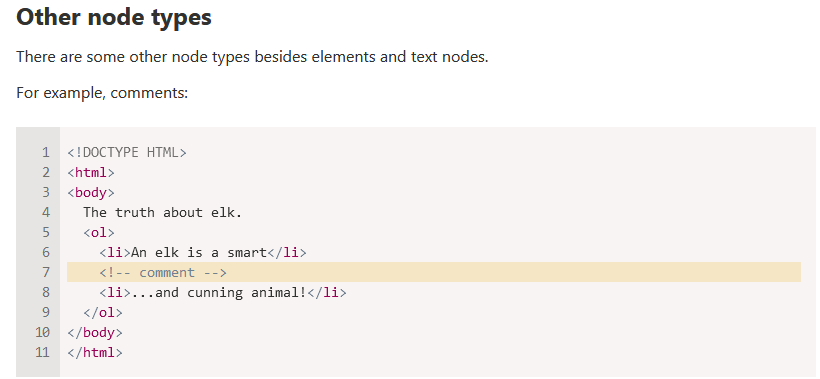 Other node types
There are some other node types besides elements and text nodes.
For example, comments:
1 <!DOCTYPE HTML>
2 <html>
3 <body>
4   The truth about elk.
5   <ol>
6     <li>An elk is a smart</li>
7     <!-- comment -->
8     <li>...and cunning animal!</li>
9   </ol>
10 </body>
11 </html>